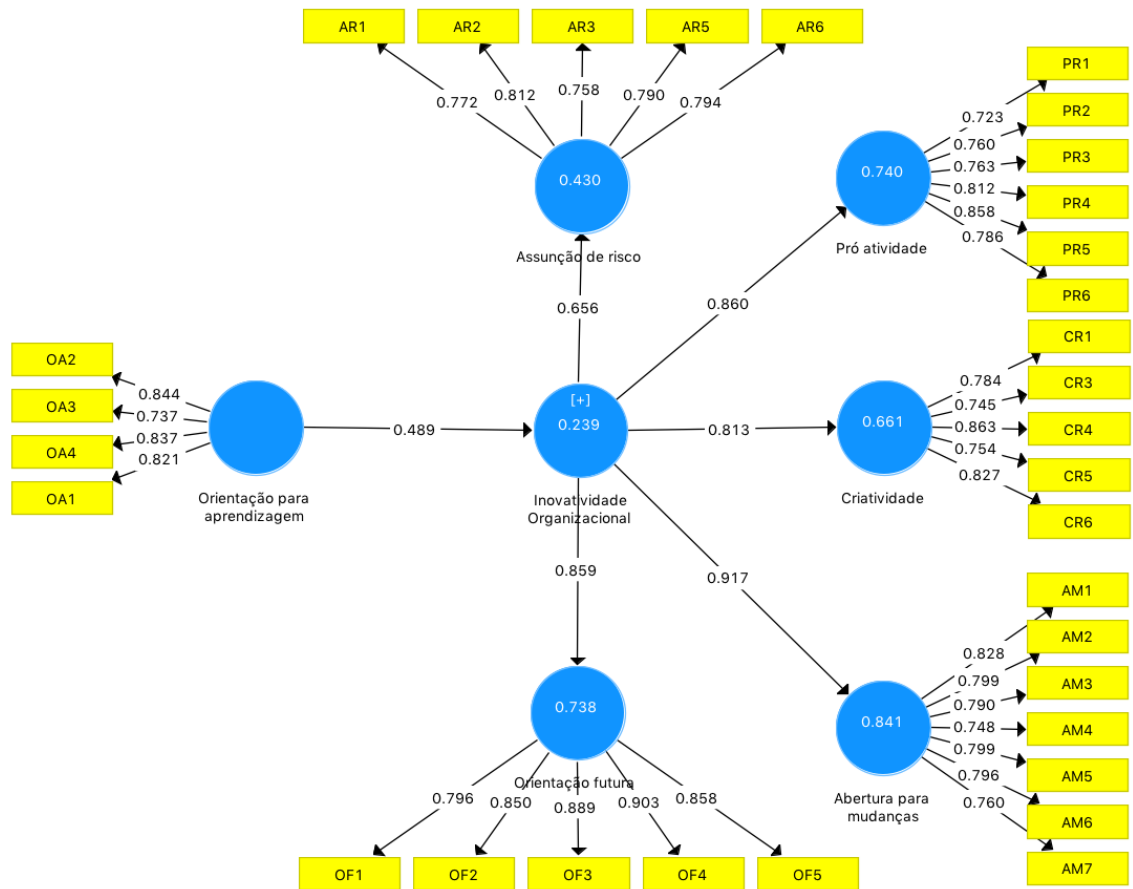 AR1
AR2
AR3
AR5
AR6
0.772
0.812
0.758
0.790
0.794
0.430
Assunção de risco
0.656
PR1
PR2
PR3
PR4
PR5
PR6
0.723
0.760
0.763
0.812
0.858
0.786
0.740
Pró atividade
0.860
OA2
OA3
OA4
OA1
0.844
0.737
0.837
0.821
Orientação para
aprendizagem
0.489
[+]
0.239
Inovatividade
Organizacional
0.813
0.661
Criatividade
CR1
CR3
CR4
CR5
CR6
0.784
0.745
0.863
0.754
0.827
0.859
0.917
0.738
Orientação futura
0.796
0.850
0.889
0.903
0.858
OF1
OF2
OF3
OF4
OF5
0.841
Abertura para
mudanças
0.828
0.799
0.790
0.748
0.799
0.796
0.760
AM1
AM2
AM3
AM4
AM5
AM6
AM7